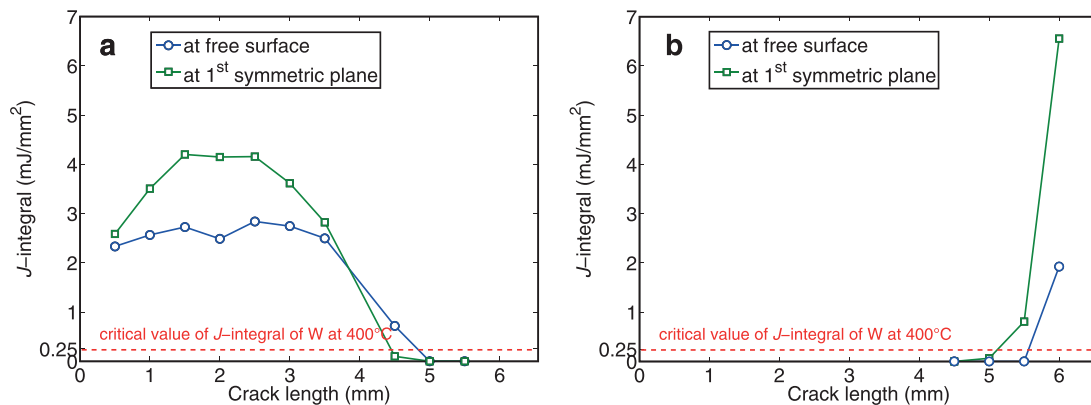 a
at free surface
at 1st symmetric plane
J–integral (mJ/mm2)
7
6
5
4
3
2
1
0.25
0
critical value of J–integral of W at 400°C
0 1 2 3 4 5 6
Crack length (mm)
b
at free surface
at 1st symmetric plane
J–integral (mJ/mm2)
7
6
5
4
3
2
1
0.25
0
critical value of J–integral of W at 400°C
0 1 2 3 4 5 6
Crack length (mm)